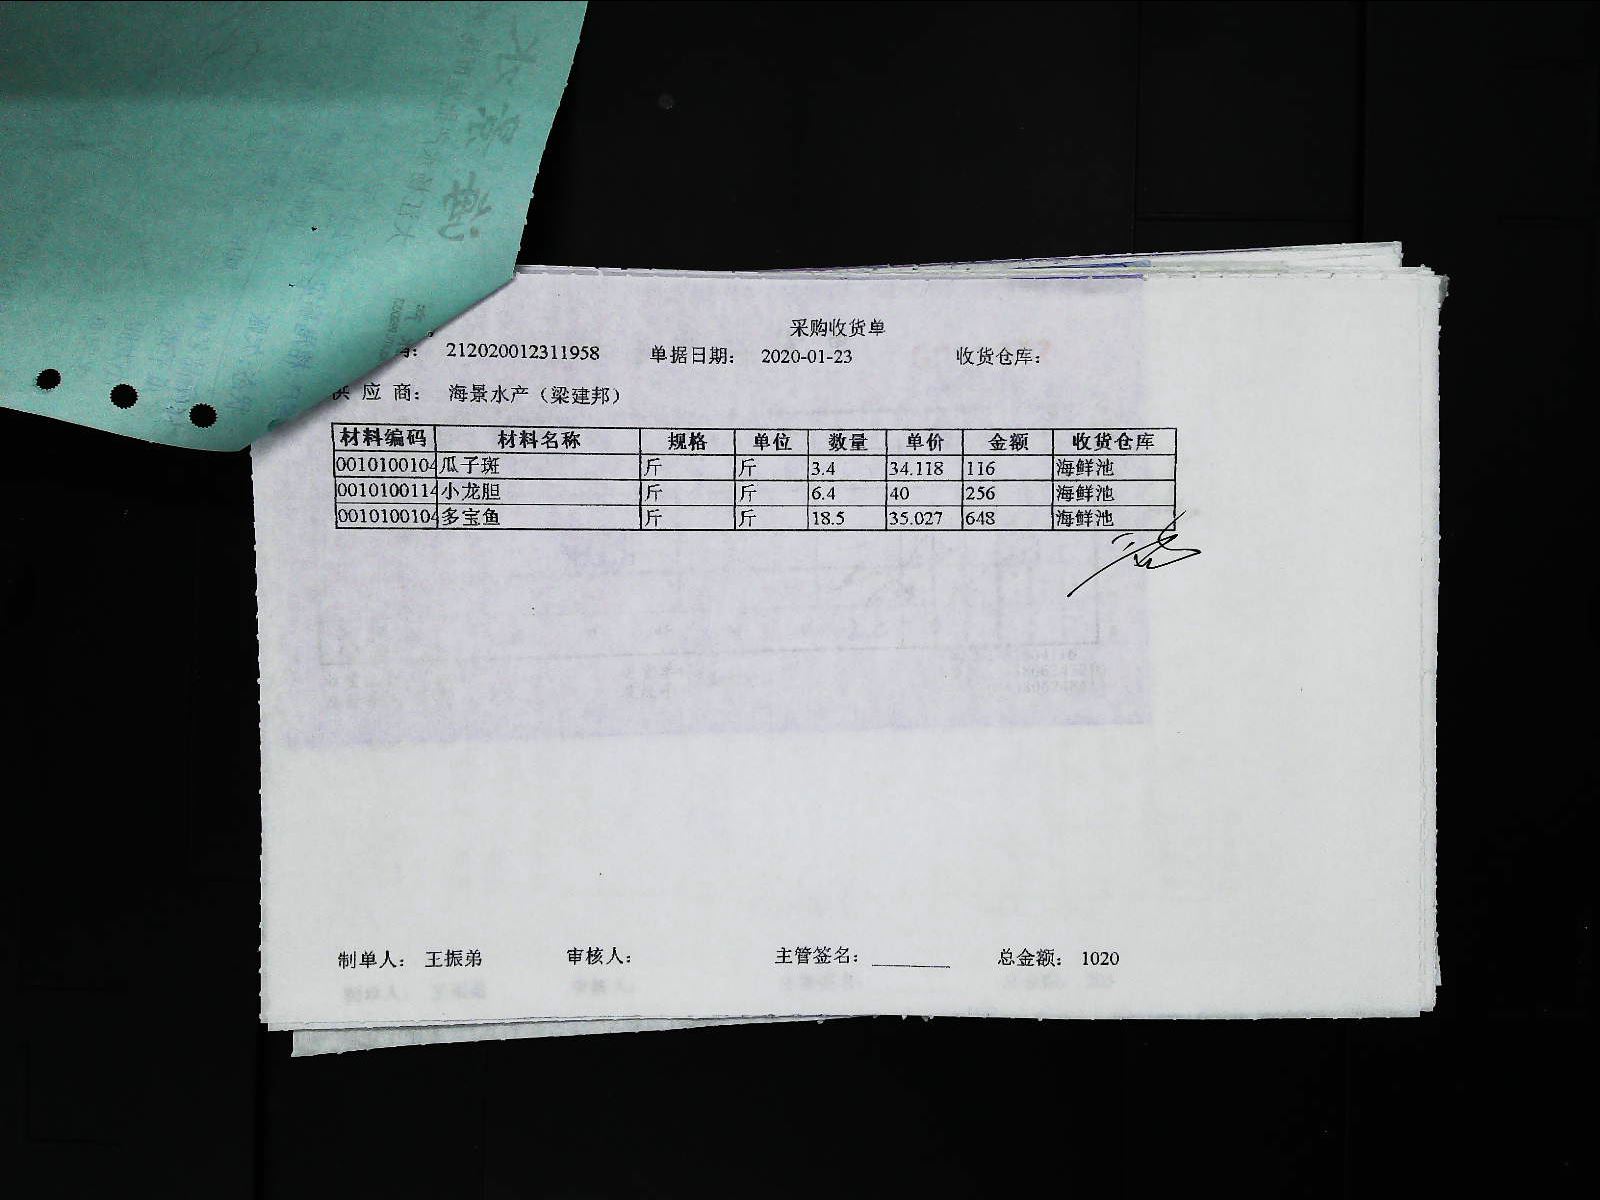 采购收货单
212020012311958 单据日期： 2020-01-23 收货仓库：
供 应 商： 海景水产（梁建邦）
材料编码 材料名称 规格 单位 数量 单价 金额 收货仓库
0010100104 瓜子斑 斤 斤 3.4 34.118 116 海鲜池
0010100114 小龙胆 斤 斤 6.4 40 256 海鲜池
0010100104 多宝鱼 斤 斤 18.5 35.027 648 海鲜池
制单人： 王振弟 审核人： 主管签名： 总金额： 1020